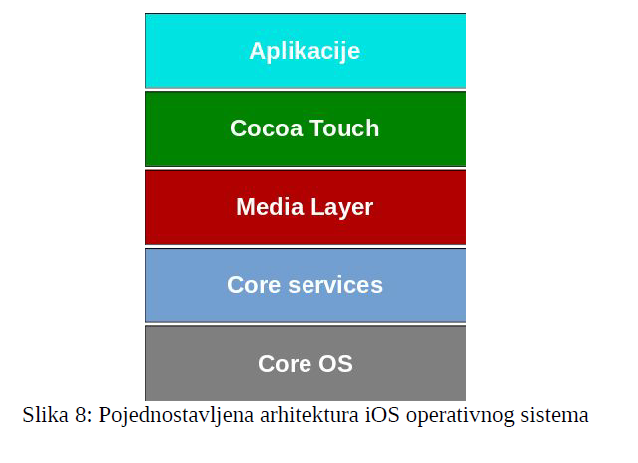 Aplikacije
Cocoa Touch
Media Layer
Core services
Core OS
Slika 8: Pojednostavljena arhitektura iOS operativnog sistema